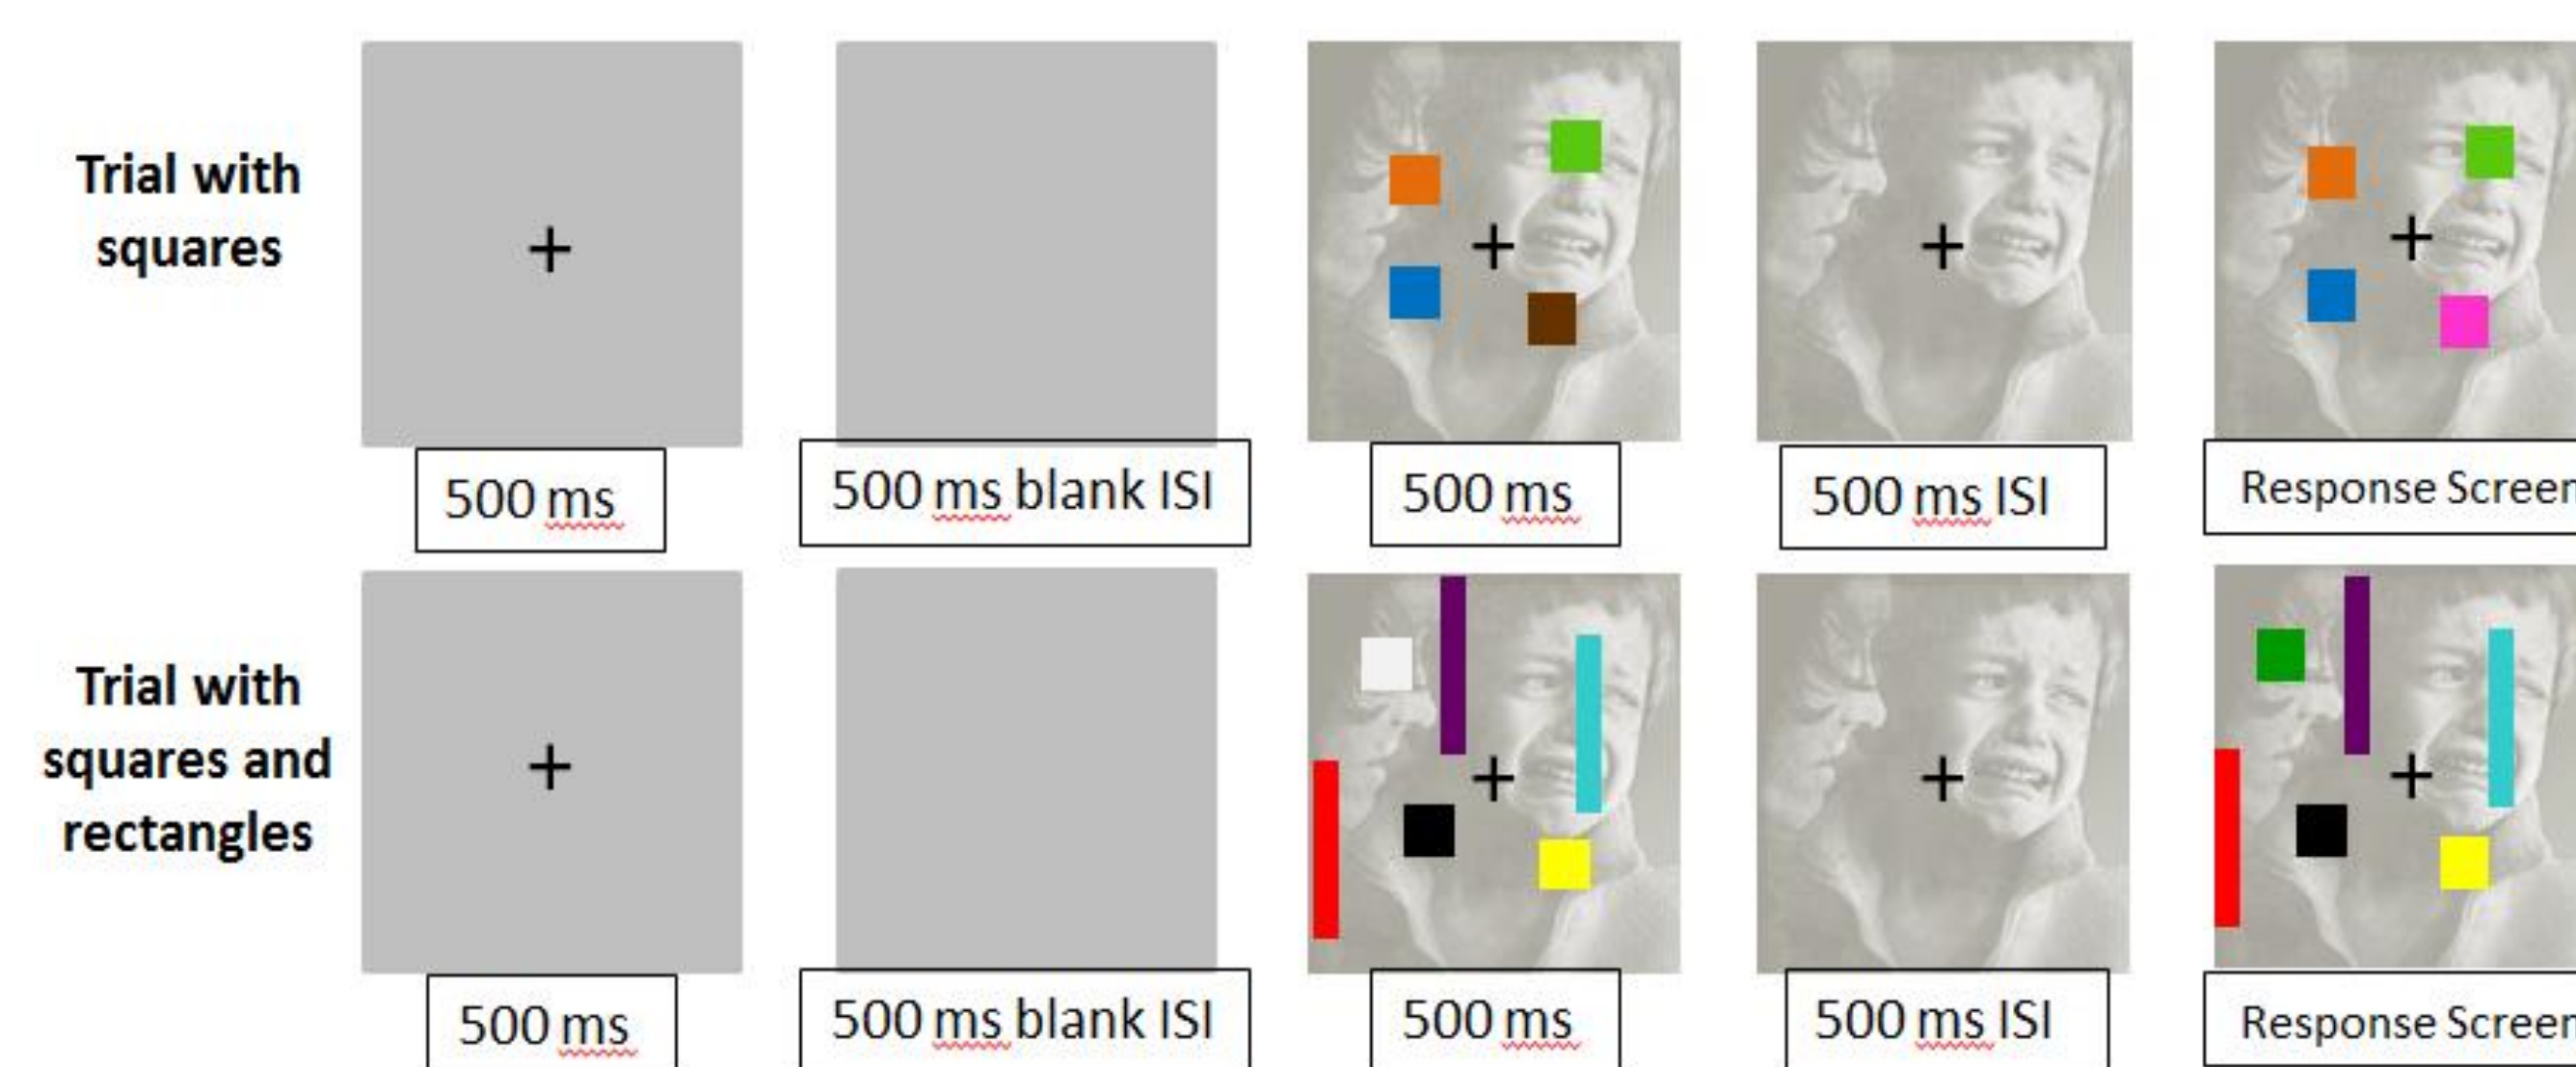 Trial with
squares
500 ms
500 ms blank ISI
500 ms
500 ms ISI
Response Screen
Trial with
squares and
rectangles
500 ms
500 ms blank ISI
500 ms
500 ms ISI
Response Screen